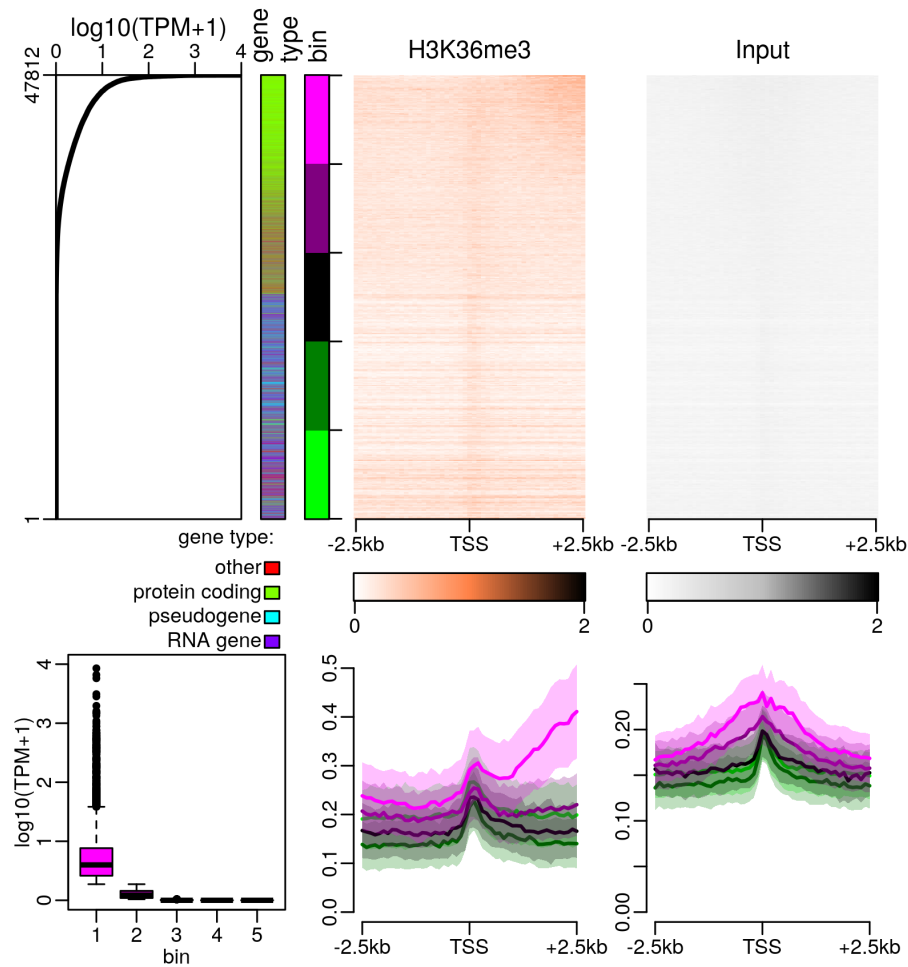 log10(TPM+1)
0 1 2 3 4
47812
1
gene
type
bin
H3K36me3
Input
-2.5kb TSS +2.5kb
-2.5kb TSS +2.5kb
gene type:
other
protein coding
pseudogene
RNA gene
0 2
0 2
log10(TPM+1)
4
3
2
1
0
1 2 3 4 5
bin
0.5
0.4
0.3
0.2
0.1
0.0
-2.5kb TSS +2.5kb
0.20
0.10
0.00
-2.5kb TSS +2.5kb